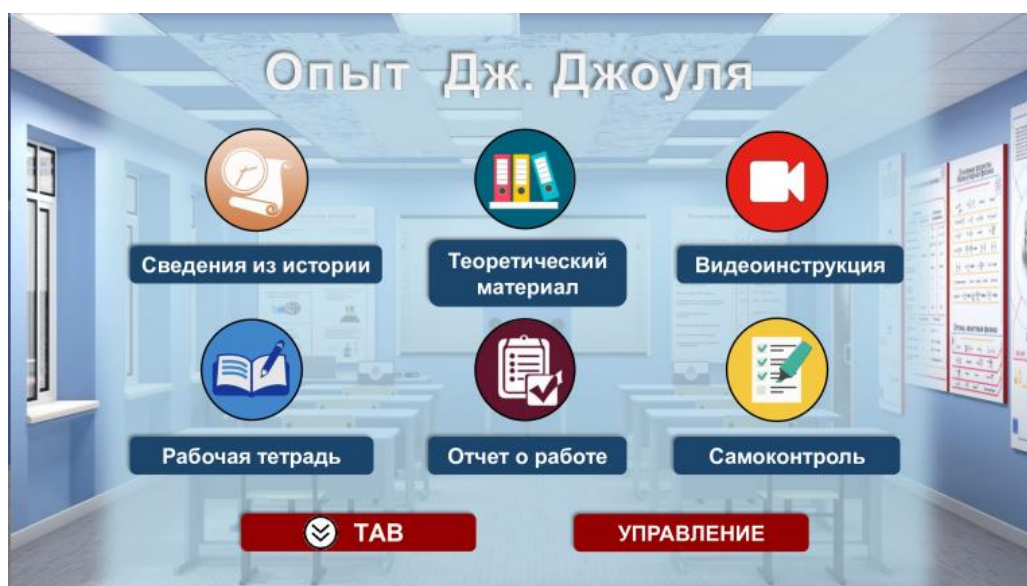 Опыт Дж. Джоуля
Сведения из истории
Теоретический
материал
Видеоинструкция
Рабочая тетрадь
Отчет о работе
Самоконтроль
TAB
УПРАВЛЕНИЕ